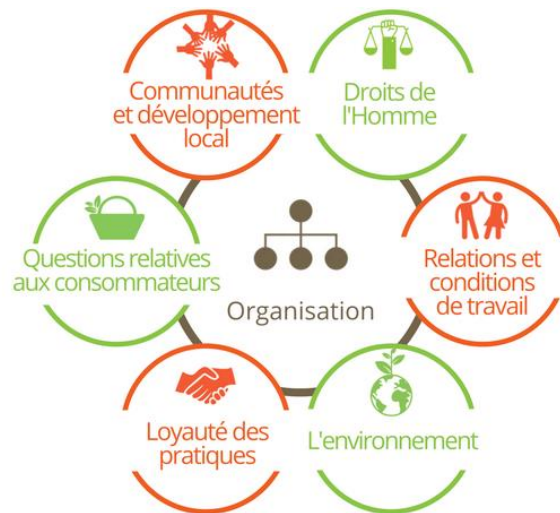 Communautés
et développement
local
Droits de
l'Homme
Questions relatives
aux consommateurs
Relations et
conditions
de travail
Organisation
Loyauté des
pratiques
L'environnement